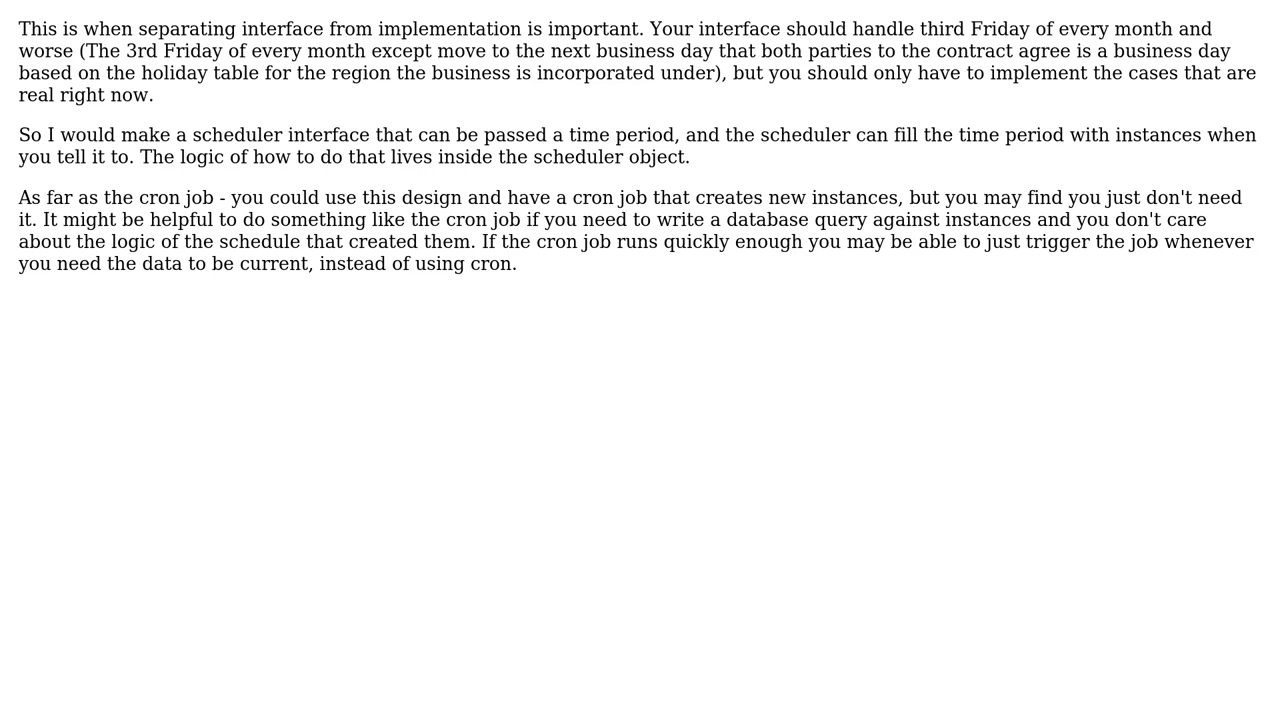 This is when separating interface from implementation is important. Your interface should handle third Friday of every month and
worse (The 3rd Friday of every month except move to the next business day that both parties to the contract agree is a business day
based on the holiday table for the region the business is incorporated under), but you should only have to implement the cases that are
real right now.
So I would make a scheduler interface that can be passed a time period, and the scheduler can fill the time period with instances when
you tell it to. The logic of how to do that lives inside the scheduler object.
As far as the cron job - you could use this design and have a cron job that creates new instances, but you may find you just don't need
it. It might be helpful to do something like the cron job if you need to write a database query against instances and you don't care
about the logic of the schedule that created them. If the cron job runs quickly enough you may be able to just trigger the job whenever
you need the data to be current, instead of using cron.